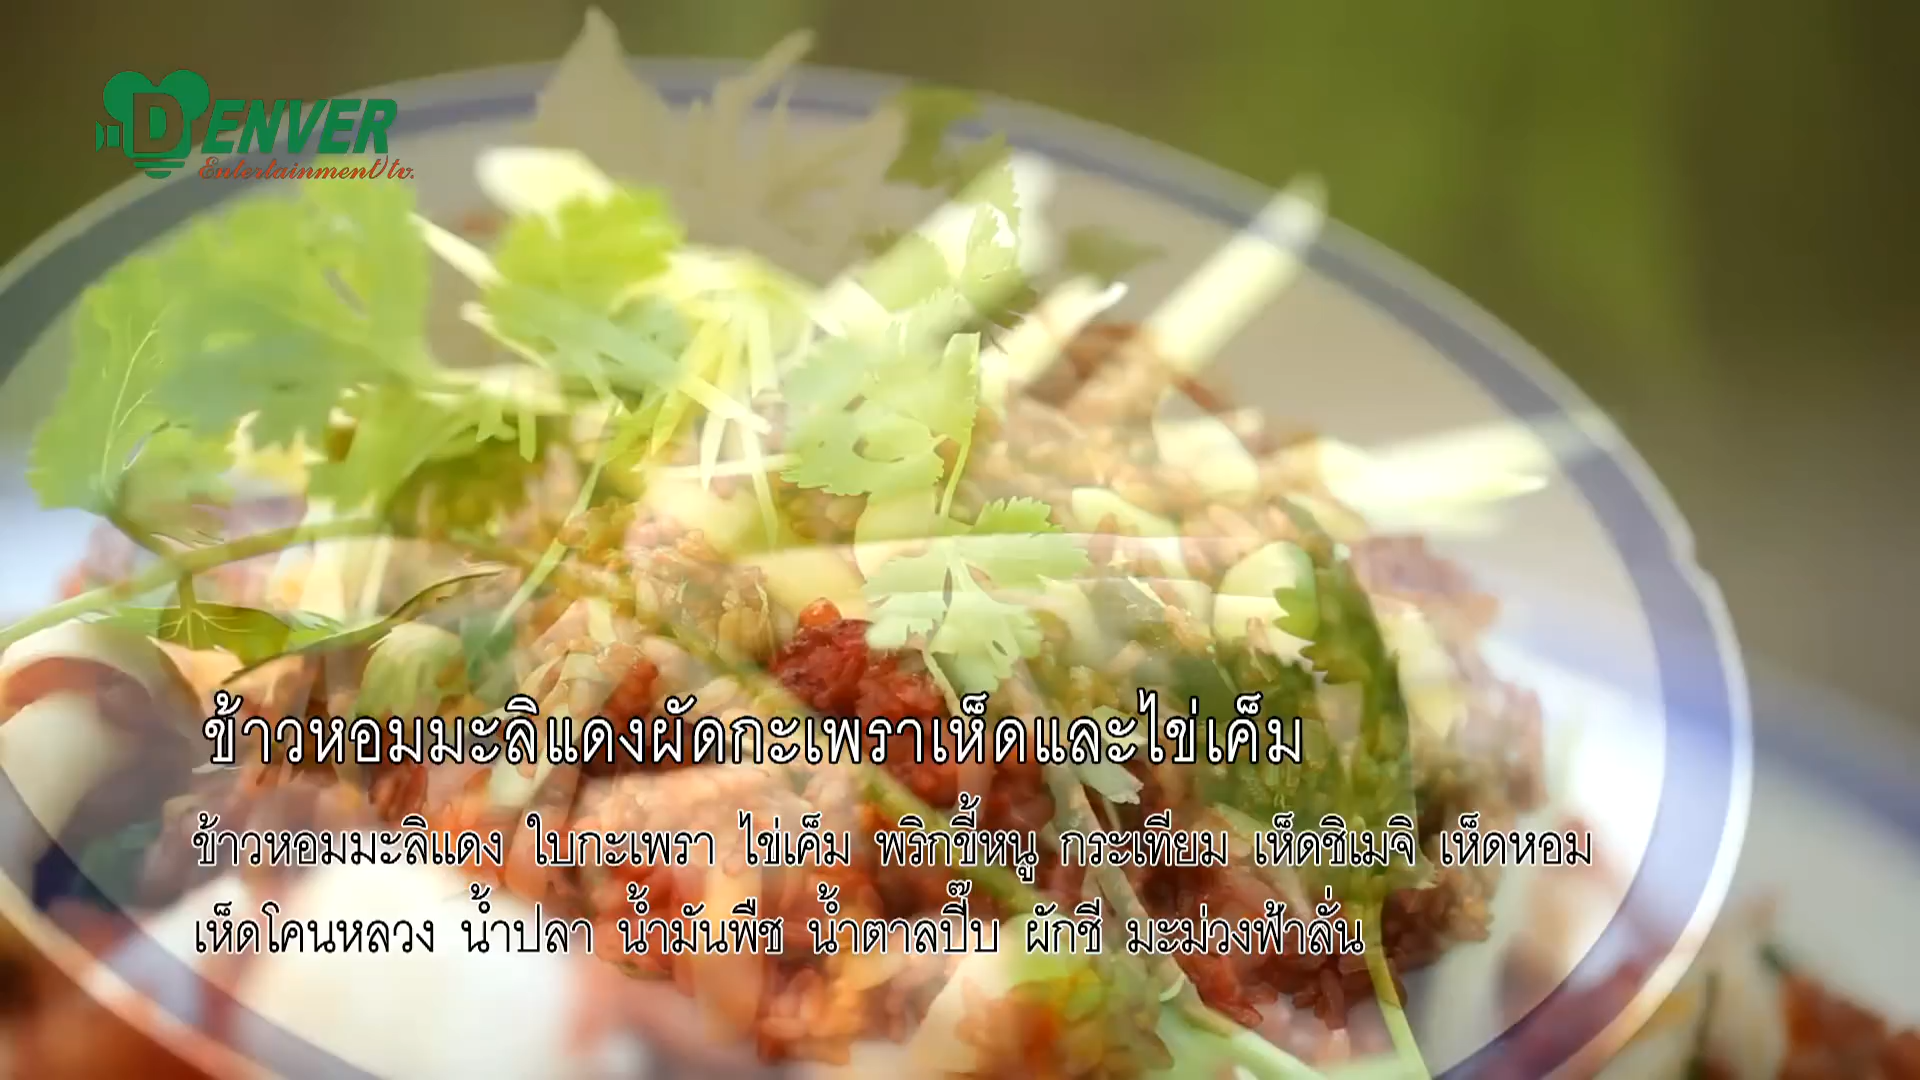 DENVER
Entertainment)tv.
ข้าวหอมมะลิแดงผัดกะเพราเห็ดและไข่เค็ม
ข้าวหอมมะลิแดง ใบกะเพรา ไข่เค็ม พริกขี้หนู กระเทียม เห็ดชิเมจิ เห็ดหอม
เห็ดโคนหลวง น้ำปลา น้ำมันพืช น้ำตาลปี๊บ ผักชี มะม่วงฟ้าลั่น